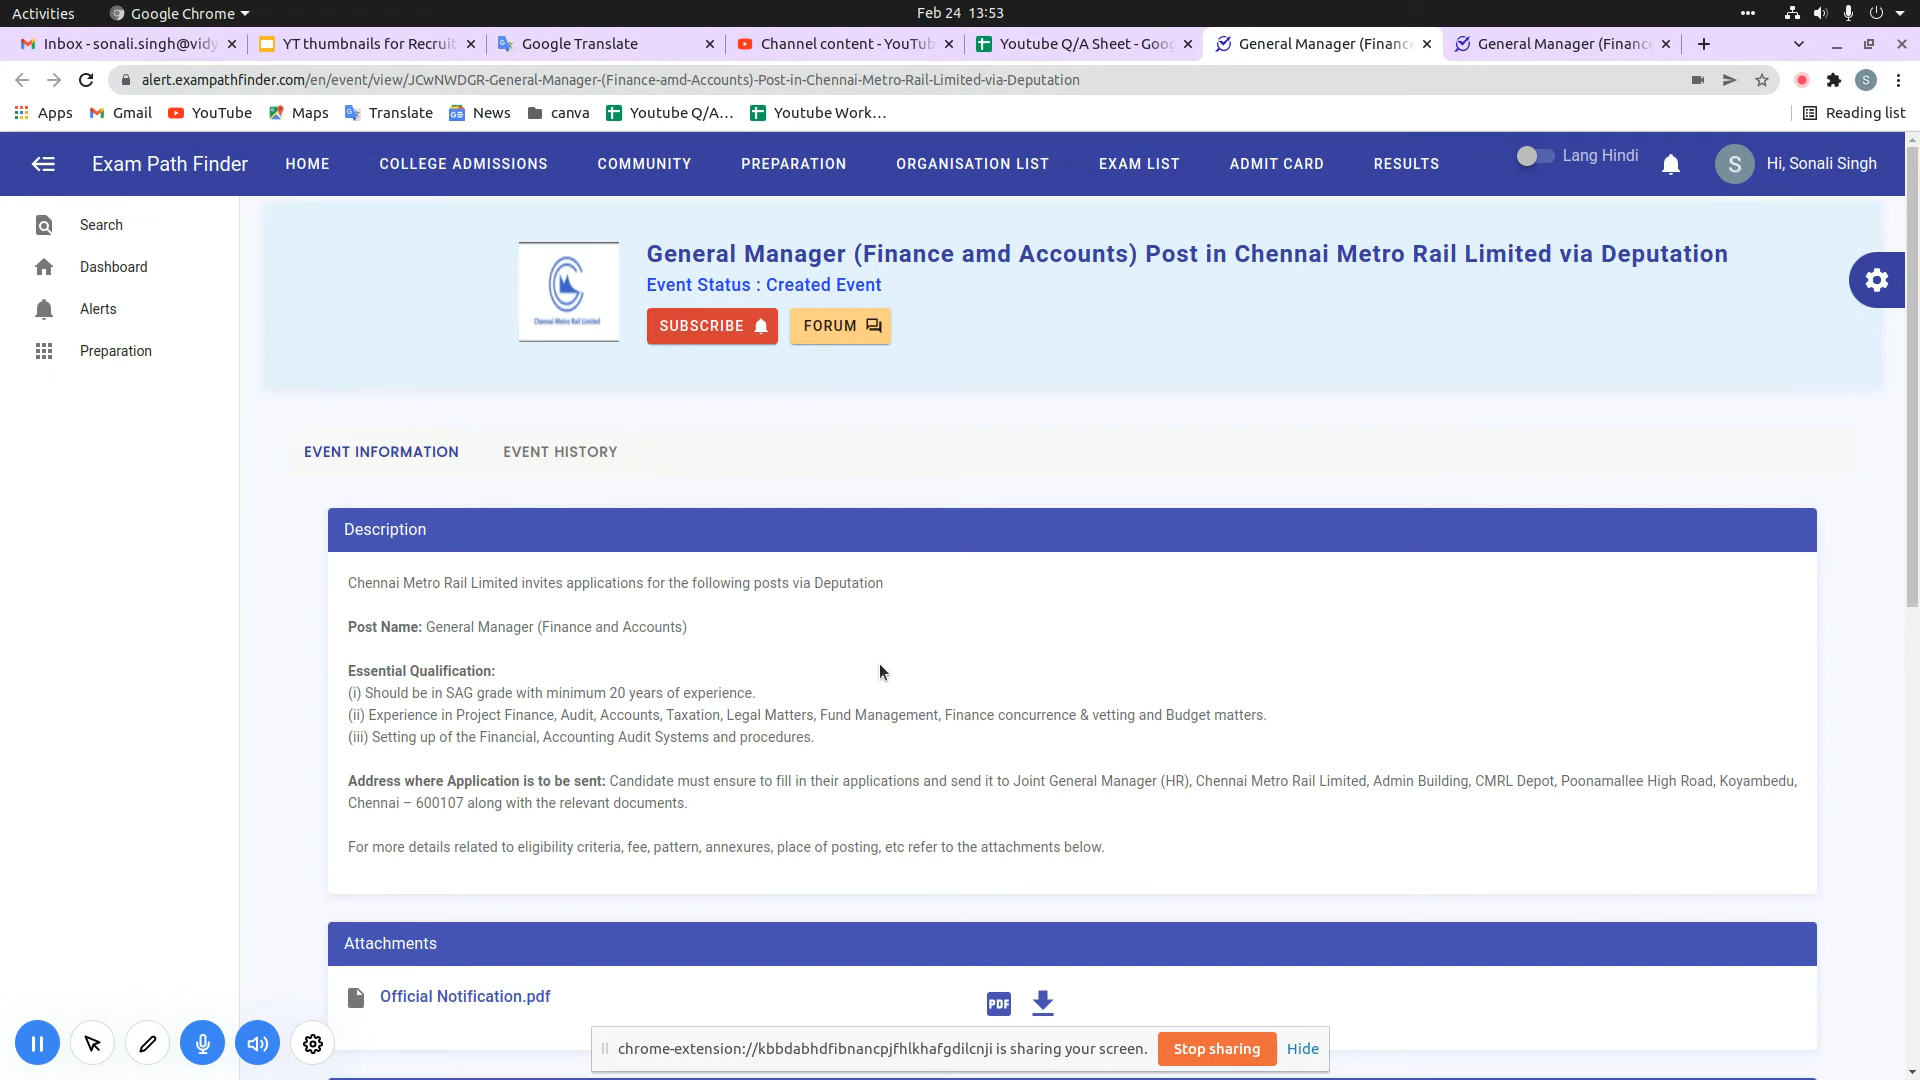 Activities
Google Chrome
Feb 24 13:53
Inbox - sonali.singh@vidy
YT thumbnails for Recruit
Google Translate
Channel content - YouTub
Youtube Q/A Sheet - Goog
General Manager (Financ
General Manager (Financ
alert.exampathfinder.com/en/event/view/JCwNWDGR-General-Manager-(Finance-amd-Accounts)-Post-in-Chennai-Metro-Rail-Limited-via-Deputation
S
Apps
Gmail
YouTube
Maps
Translate
News
canva
Youtube Q/A...
Youtube Work...
Reading list
Exam Path Finder
HOME
COLLEGE ADMISSIONS
COMMUNITY
PREPARATION
ORGANISATION LIST
EXAM LIST
ADMIT CARD
RESULTS
Lang Hindi
S
Hi, Sonali Singh
Search
Dashboard
Alerts
Preparation
Chennai Metro Rail Limited
General Manager (Finance amd Accounts) Post in Chennai Metro Rail Limited via Deputation
Event Status : Created Event
SUBSCRIBE
FORUM
EVENT INFORMATION
EVENT HISTORY
Description
Chennai Metro Rail Limited invites applications for the following posts via Deputation
Post Name: General Manager (Finance and Accounts)
Essential Qualification:
(i) Should be in SAG grade with minimum 20 years of experience.
(ii) Experience in Project Finance, Audit, Accounts, Taxation, Legal Matters, Fund Management, Finance concurrence & vetting and Budget matters.
(iii) Setting up of the Financial, Accounting Audit Systems and procedures.
Address where Application is to be sent: Candidate must ensure to fill in their applications and send it to Joint General Manager (HR), Chennai Metro Rail Limited, Admin Building, CMRL Depot, Poonamallee High Road, Koyambedu,
Chennai – 600107 along with the relevant documents.
For more details related to eligibility criteria, fee, pattern, annexures, place of posting, etc refer to the attachments below.
Attachments
Official Notification.pdf
PDF
chrome-extension://kbbdabhdfibnancpjfhlkhafgdilcnji is sharing your screen.
Stop sharing
Hide